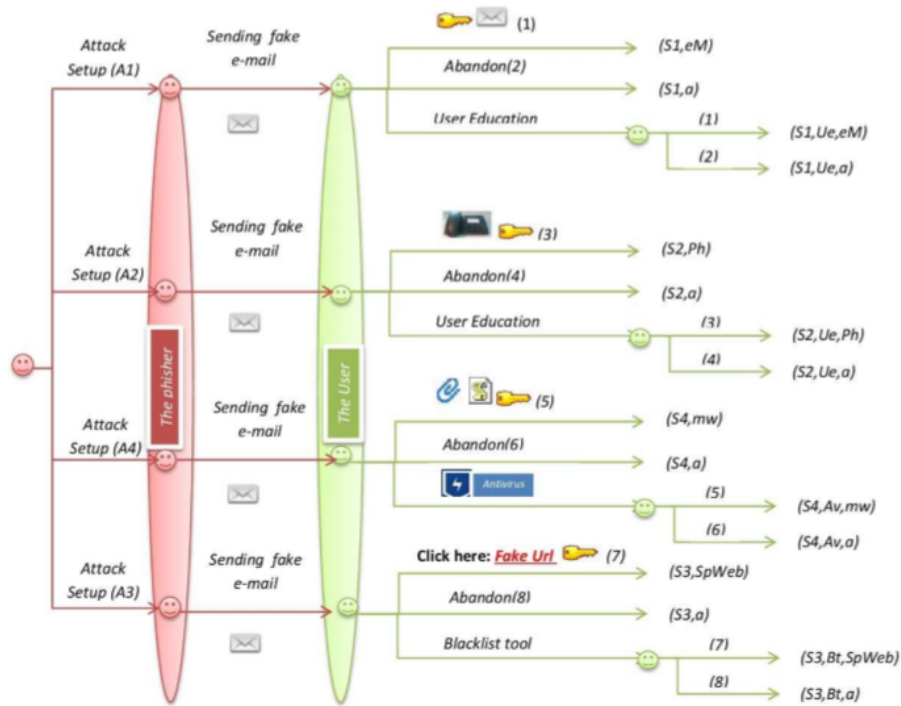 (1)
Attack
Setup (A1)
Sending fake
e-mail
(S1,eM)
Abandon(2)
(S1,a)
User Education
(1)
(S1,Ue,eM)
(2)
(S1,Ue,a)
Attack
Setup (A2)
Sending fake
e-mail
(3)
(S2,Ph)
Abandon(4)
(S2,a)
User Education
(3)
(S2,Ue,Ph)
(4)
(S2,Ue,a)
The phisher
The User
Attack
Setup (A4)
Sending fake
e-mail
(5)
(S4,mw)
Abandon(6)
(S4,a)
Antivirus
(5)
(S4,Av,mw)
(6)
(S4,Av,a)
Attack
Setup (A3)
Sending fake
e-mail
Click here: Fake Url (7)
(S3,SpWeb)
Abandon(8)
(S3,a)
Blacklist tool
(7)
(S3,Bt,SpWeb)
(8)
(S3,Bt,a)